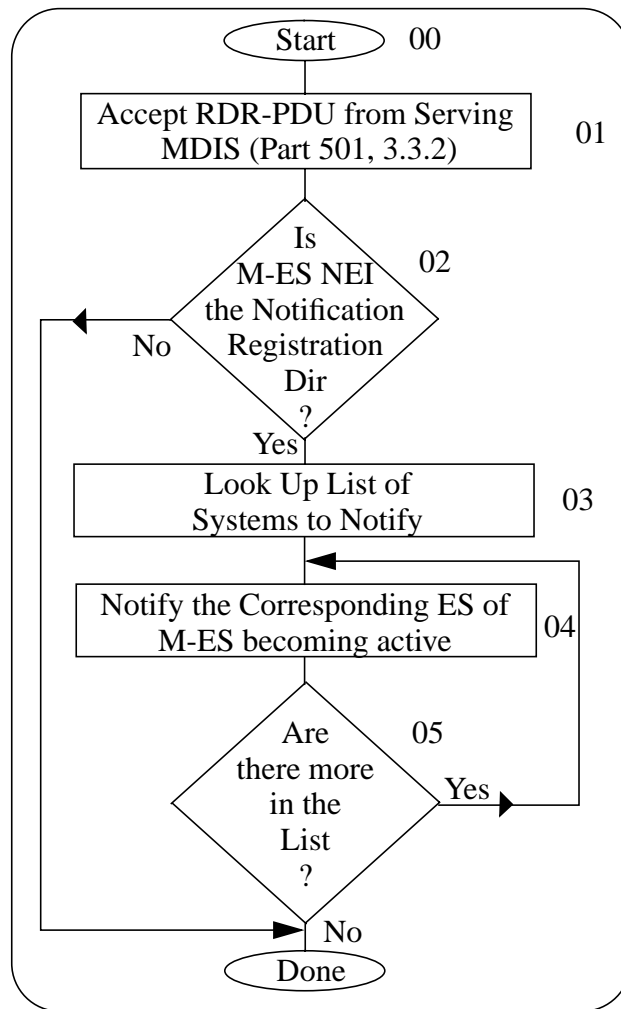 Start
00
Accept RDR-PDU from Serving
MDIS (Part 501, 3.3.2)
01
Is
M-ES NEI
the Notification
Registration
Dir
?
02
No
Yes
Look Up List of
Systems to Notify
03
Notify the Corresponding ES of
M-ES becoming active
04
Are
there more
in the
List
?
05
Yes
No
Done